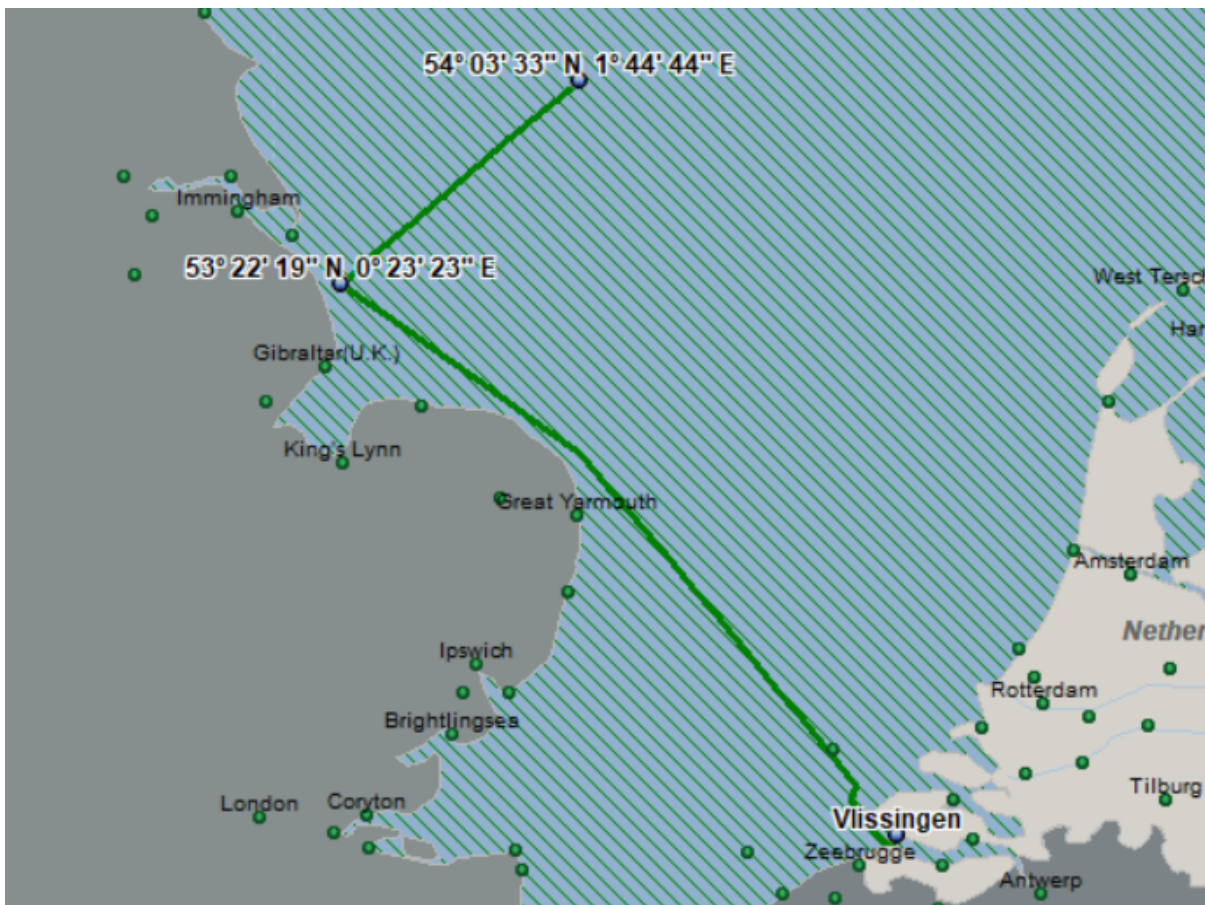 54° 03' 33" N 1° 44' 44" E
Immingham
53° 22' 19" N 0° 23' 23" E
West Tersch
Har
Gibraltar(U.K.)
King's Lynn
Great Yarmouth
Amsterdam
Nether
Ipswich
Rotterdam
Brightlingsea
London
Coryton
Tilburg
Vlissingen
Zeebrugge
Antwerp